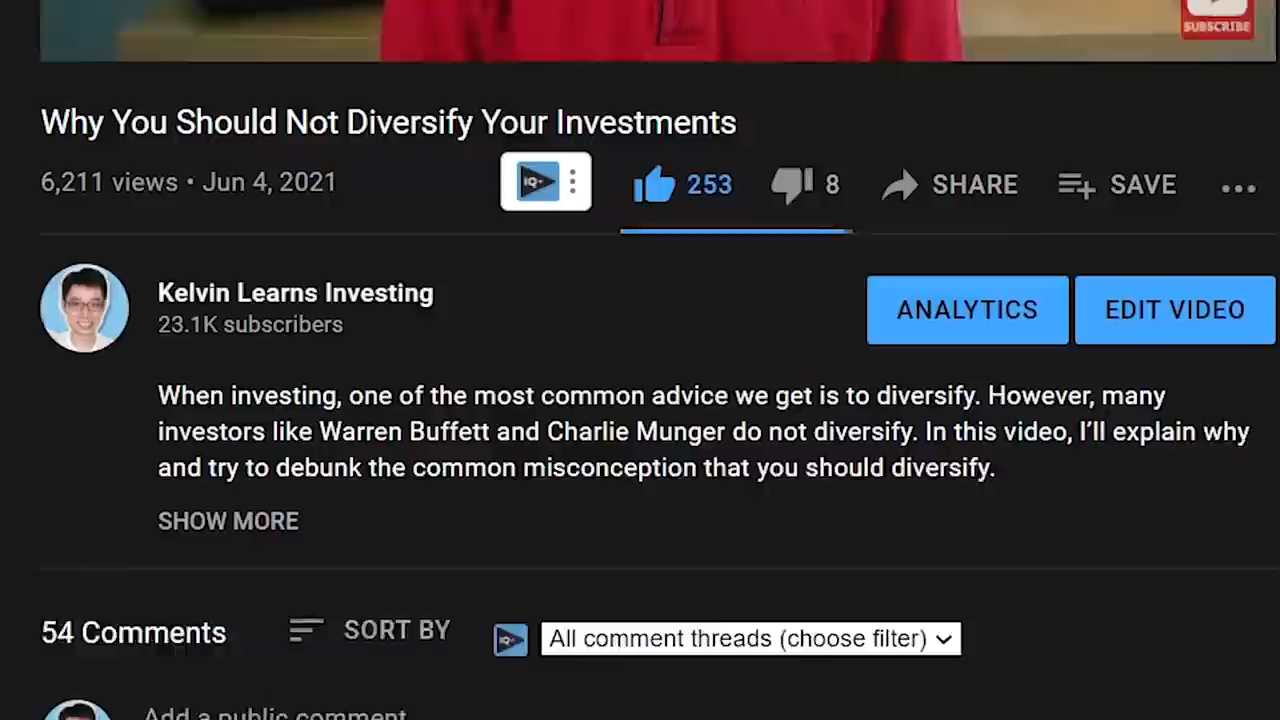 SUBSCRIBE
Why You Should Not Diversify Your Investments
6,211 views • Jun 4, 2021
IQ
253
8
SHARE
SAVE
Kelvin Learns Investing
23.1K subscribers
ANALYTICS
EDIT VIDEO
When investing, one of the most common advice we get is to diversify. However, many
investors like Warren Buffett and Charlie Munger do not diversify. In this video, I’ll explain why
and try to debunk the common misconception that you should diversify.
SHOW MORE
54 Comments
SORT BY
IQ
All comment threads (choose filter)
Add a public comment